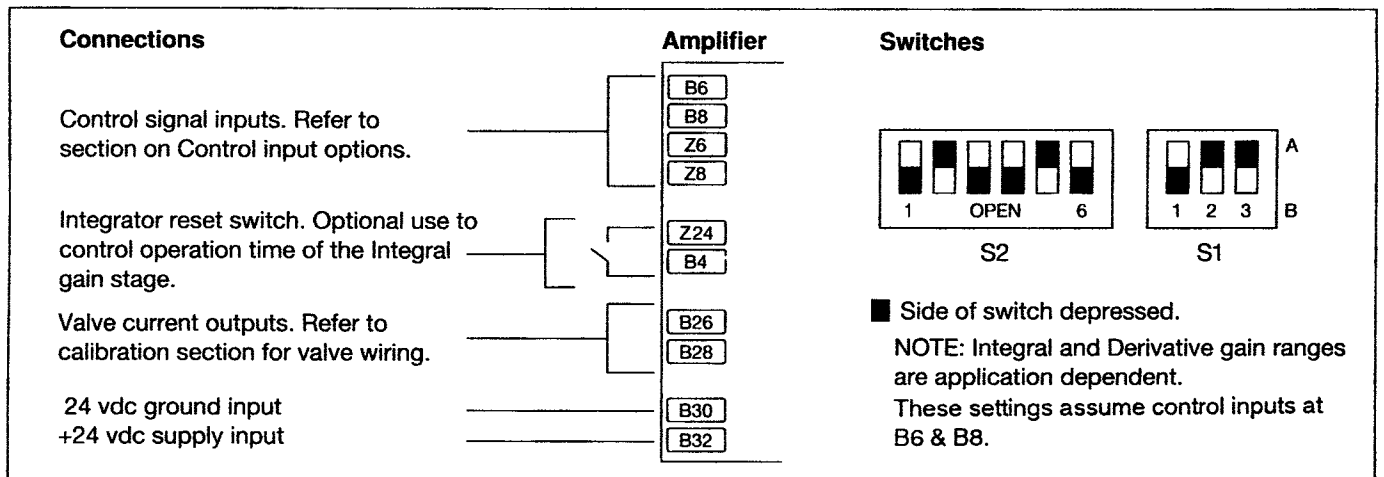 Connections
Amplifier
Switches
Control signal inputs. Refer to
section on Control input options.
B6
B8
Z6
Z8
Integrator reset switch. Optional use to
control operation time of the Integral
gain stage.
Z24
B4
Valve current outputs. Refer to
calibration section for valve wiring.
B26
B28
24 vdc ground input
B30
+24 vdc supply input
B32
1 OPEN 6
S2
A
1 2 3 B
S1
Side of switch depressed.
NOTE: Integral and Derivative gain ranges
are application dependent.
These settings assume control inputs at
B6 & B8.